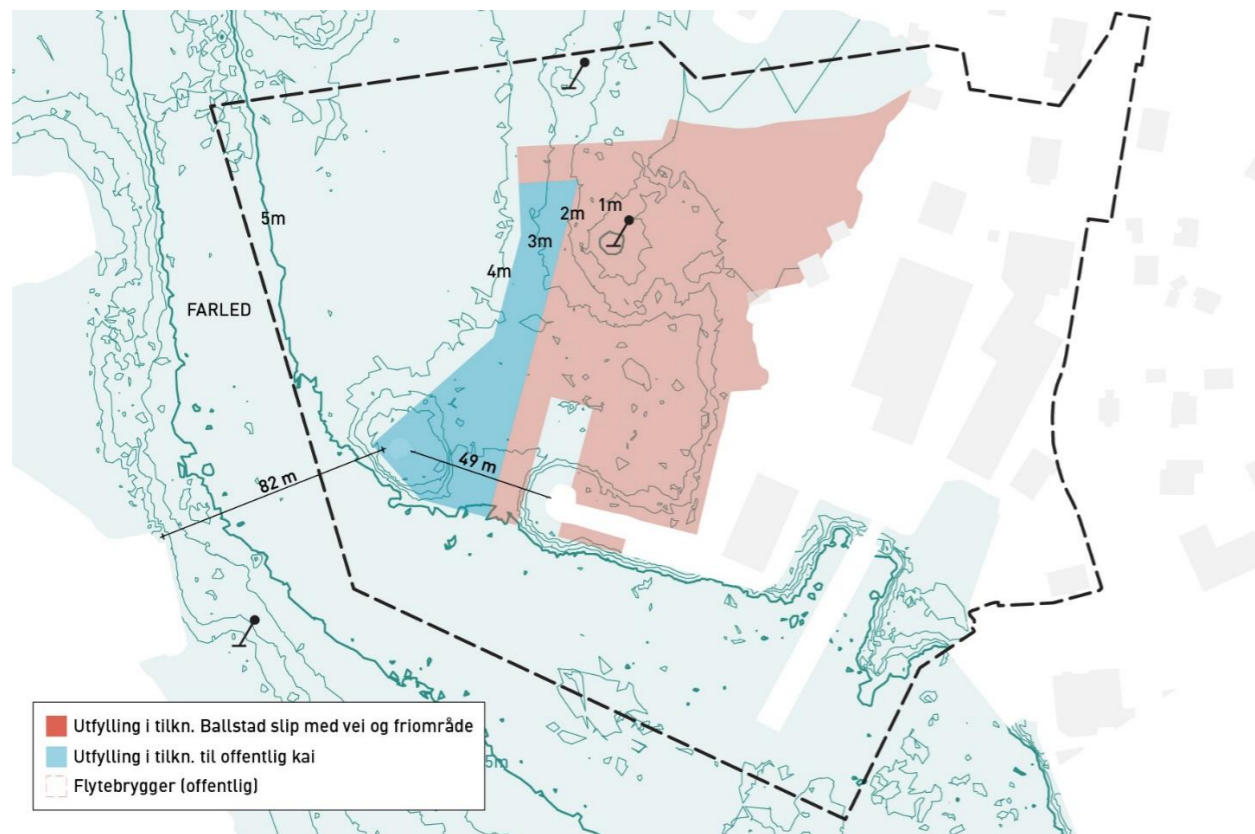 5m
2m
1m
3m
4m
FARLED
82 m
49 m
Utfylling i tilkn. Ballstad slip med vei og friområde
Utfylling i tilkn. til offentlig kai
5m
Flytebrygger (offentlig)